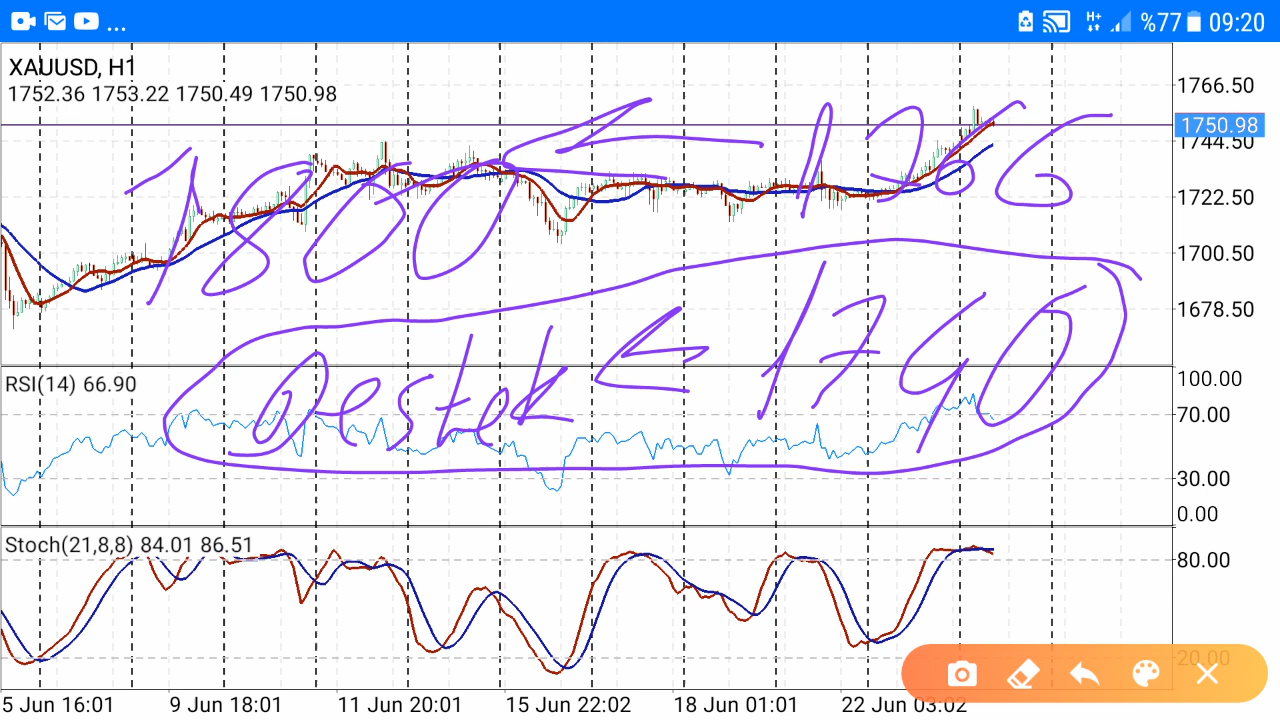 ... %77 09:20
XAUUSD, H1
1752.36 1753.22 1750.49 1750.98
1766.50
1750.98
1744.50
1722.50
1700.50
1678.50
1800 ← 1766
Destek ← 1740
RSI(14) 66.90
100.00
70.00
30.00
0.00
Stoch(21,8,8) 84.01 86.51
80.00
20.00
5 Jun 16:01 9 Jun 18:01 11 Jun 20:01 15 Jun 22:02 18 Jun 01:01 22 Jun 03:02